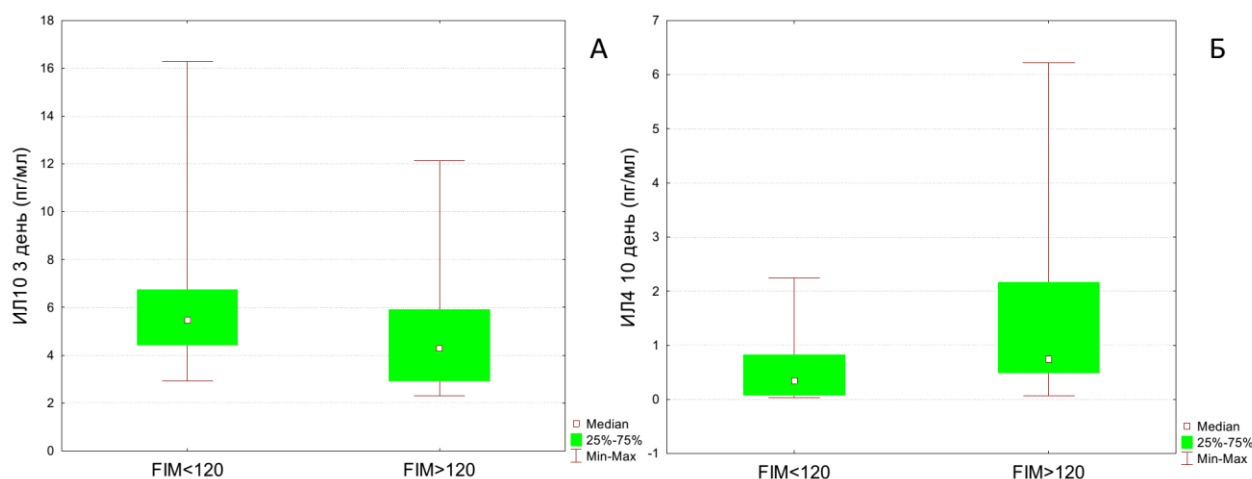 А
ИЛ10 3 день (пг/мл)
18
16
14
12
10
8
6
4
2
0
FIM<120
FIM>120
Median
25%-75%
Min-Max
Б
ИЛ4 10 день (пг/мл)
7
6
5
4
3
2
1
0
-1
FIM<120
FIM>120
Median
25%-75%
Min-Max